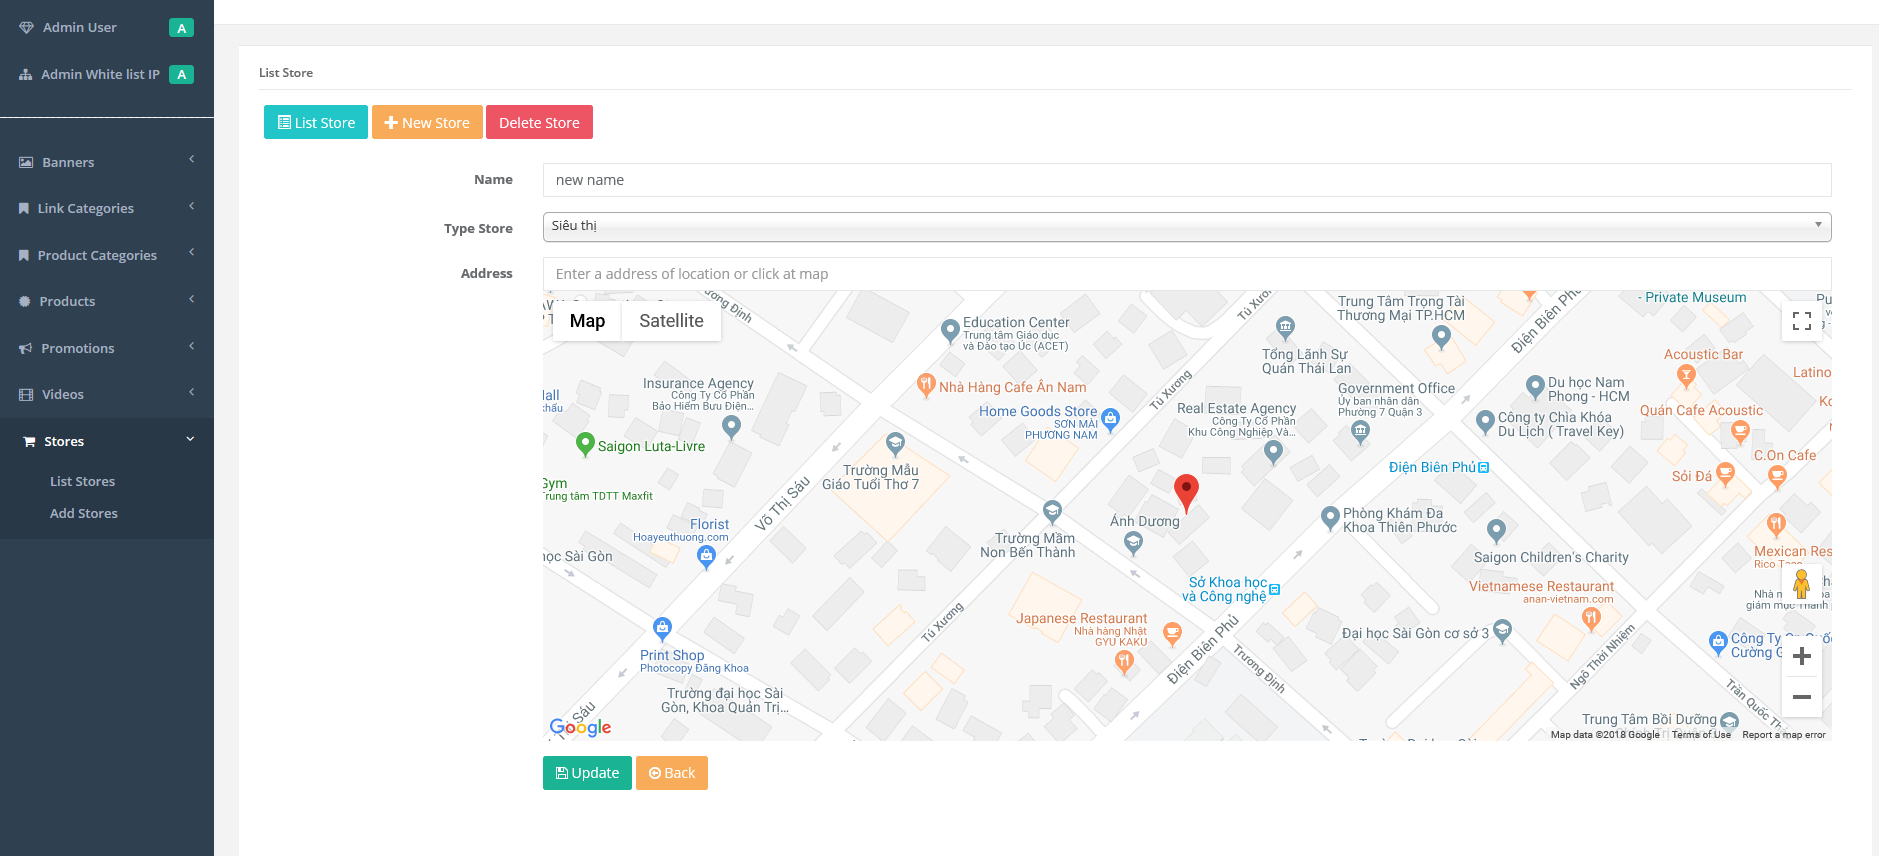 Admin User A
Admin White list IP A
Banners
Link Categories
Product Categories
Products
Promotions
Videos
Stores
List Stores
Add Stores
List Store
List Store
New Store
Delete Store
Name
new name
Type Store
Siêu thị
Address
Enter a address of location or click at map
Map
Satellite
Education Center
Trung tâm Giáo dục
và Đào tạo Úc (ACET)
Tú Xương
Trung Tâm Trọng Tài
Thương Mại TP.HCM
Điện Biên Phủ
- Private Museum
Tổng Lãnh Sự
Quán Thái Lan
Acoustic Bar
Latino
Insurance Agency
Công Ty Cổ Phần
Bảo Hiểm Bưu Điện...
Nhà Hàng Cafe Ân Nam
Tú Xương
Government Office
Ủy ban nhân dân
Phường 7 Quận 3
Du học Nam
Phong - HCM
Home Goods Store
SƠN MÀI
PHƯƠNG NAM
Real Estate Agency
Công Ty Cổ Phần
Khu Công Nghiệp Và...
Công ty Chìa Khóa
Du Lịch ( Travel Key)
Quán Cafe Acoustic
Saigon Luta-Livre
C.On Cafe
Trường Mẫu
Giáo Tuổi Thơ 7
Điện Biên Phủ
Sỏi Đá
Gym
Trung tâm TDTT Maxfit
Võ Thị Sáu
Florist
Hoayeuthuong.com
Ánh Dương
Phòng Khám Đa
Khoa Thiên Phước
Trường Mầm
Non Bến Thành
học Sài Gòn
Saigon Children's Charity
Mexican Res
Rico Taco
Sở Khoa học
và Công nghệ
Vietnamese Restaurant
anan-vietnam.com
Tú Xương
Japanese Restaurant
Nhà hàng Nhật
GYU KAKU
Điện Biên Phủ
Đại học Sài Gòn cơ sở 3
Ngô Thời Nhiệm
Print Shop
Photocopy Đăng Khoa
Trương Định
Trường đại học Sài
Gòn, Khoa Quản Trị...
Trung Tâm Bồi Dưỡng
Google
Map data ©2018 Google
Terms of Use
Report a map error
Update
Back